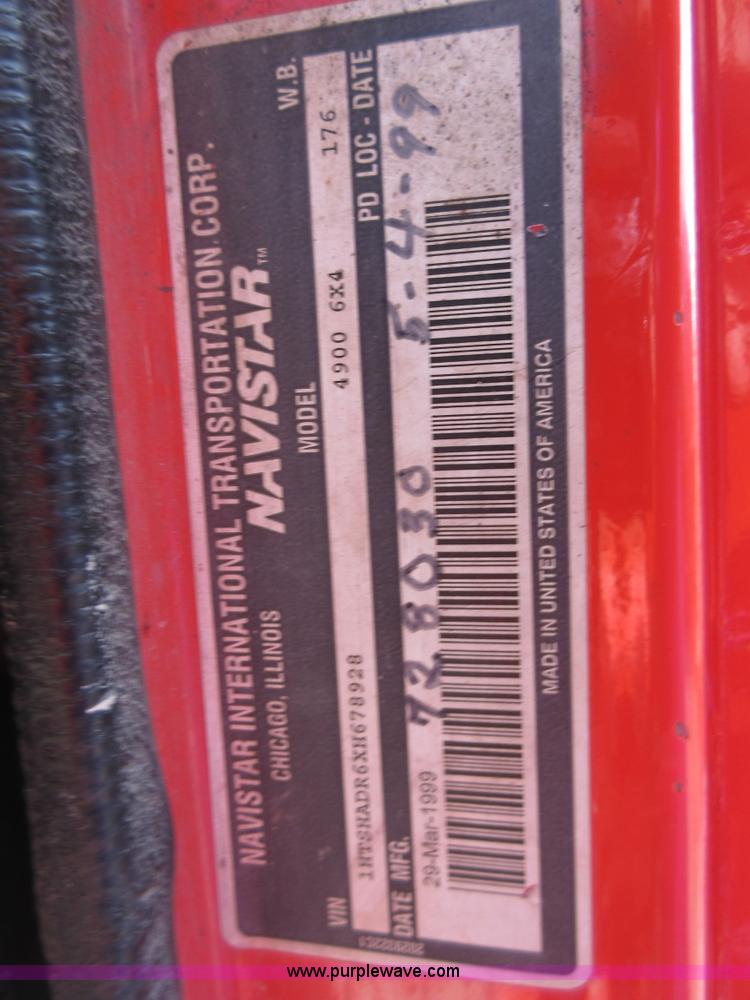 NAVISTAR INTERNATIONAL TRANSPORTATION CORP.
CHICAGO, ILLINOIS
NAVISTAR™
VIN MODEL W.B.
1HTSHADR6XH678928 4900 6X4 176
DATE MFG. PD LOC - DATE
29-Mar-1999 728030 5-4-99
MADE IN UNITED STATES OF AMERICA
www.purplewave.com